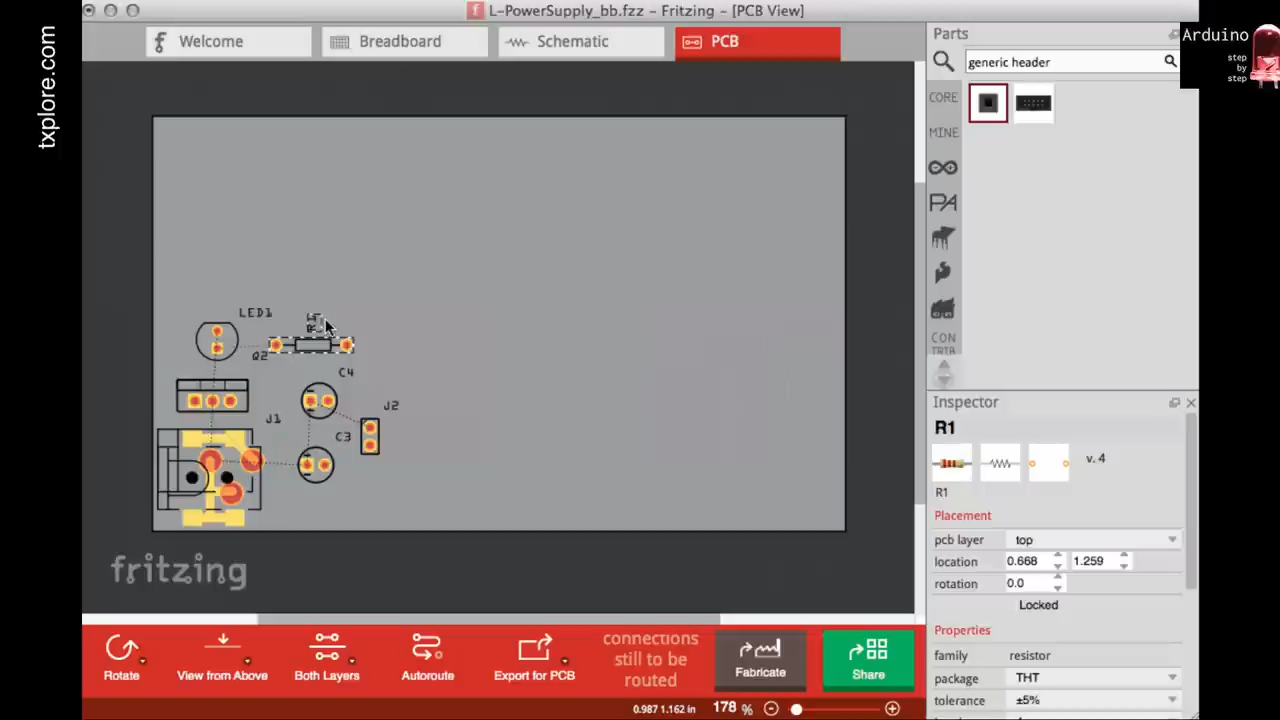 L-PowerSupply_bb.fzz – Fritzing – [PCB View]
txplore.com
Arduino
step
by
step
Welcome
Breadboard
Schematic
PCB
Parts
generic header
CORE
MINE
CON
TRIB
LED1
Q2
C4
J2
J1
C3
fritzing
Inspector
R1
v. 4
R1
Placement
pcb layer top
location 0.668 1.259
rotation 0.0
Locked
Properties
family resistor
package THT
tolerance ±5%
Rotate
View from Above
Both Layers
Autoroute
Export for PCB
connections
still to be
routed
Fabricate
Share
0.987 1.162 in 178 %